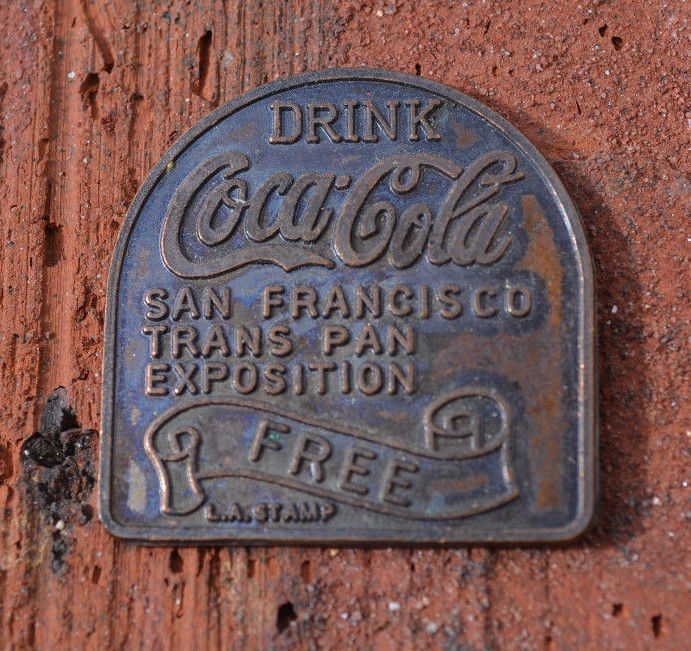 DRINK
Coca-Cola
SAN FRANCISCO
TRANS PAN
EXPOSITION
FREE
L.A. STAMP